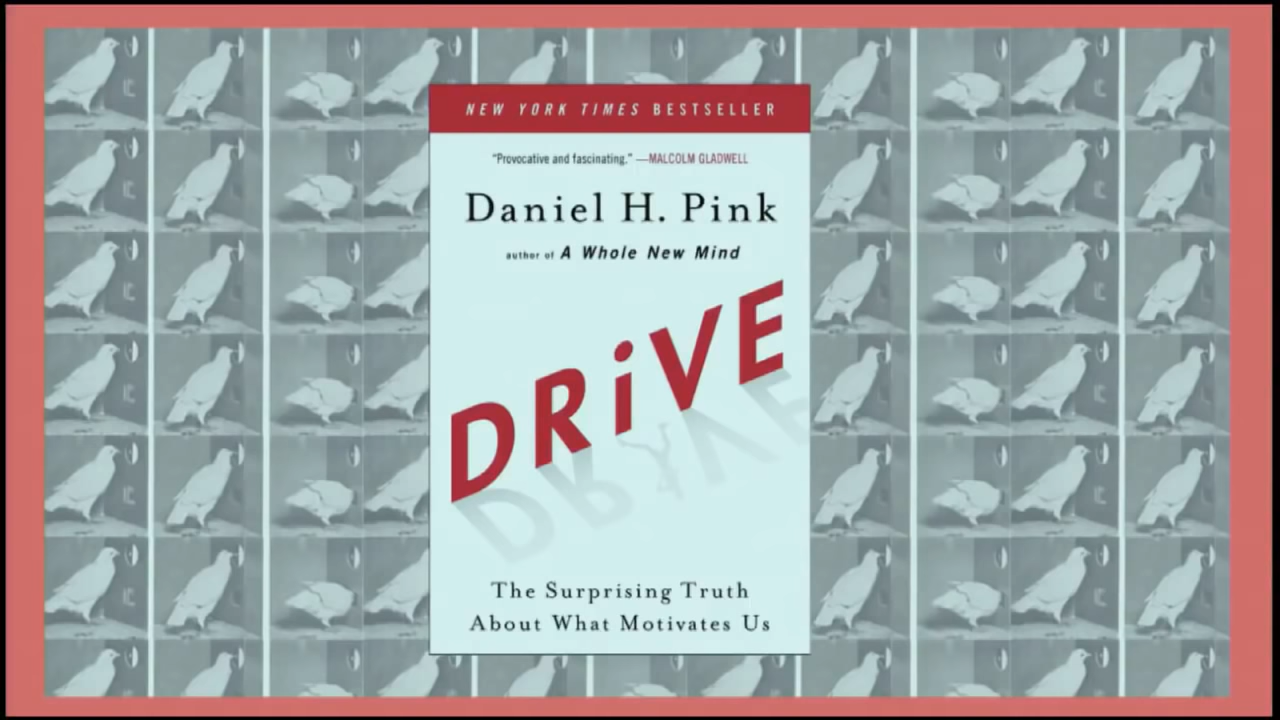 NEW YORK TIMES BESTSELLER
“Provocative and fascinating.” —MALCOLM GLADWELL
Daniel H. Pink
author of A Whole New Mind
DRiVE
The Surprising Truth
About What Motivates Us